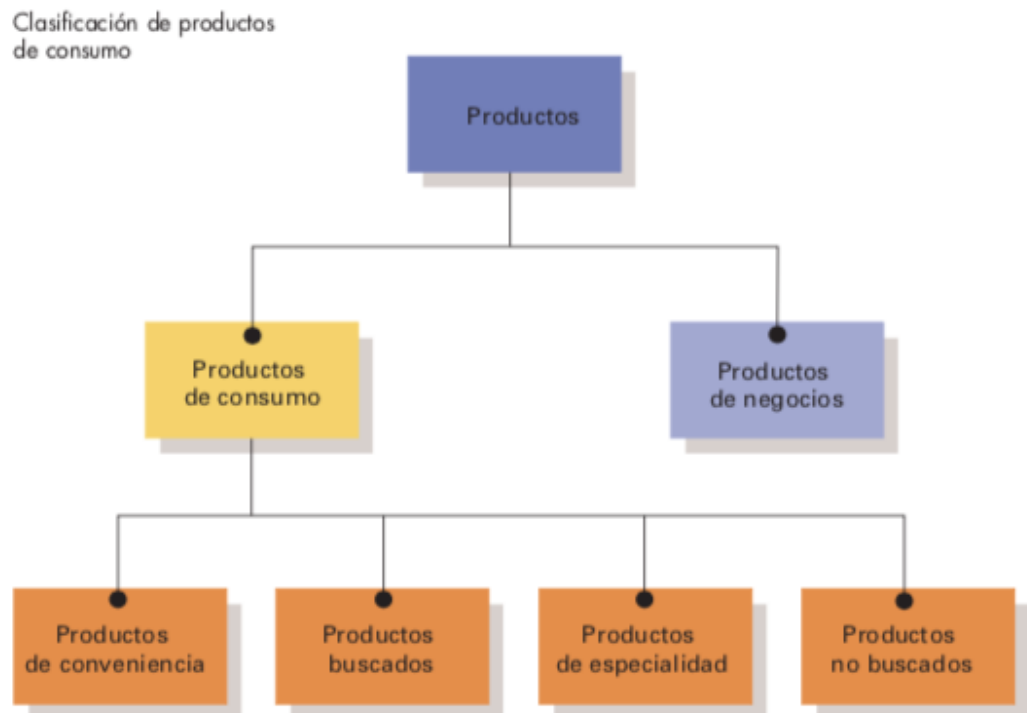 Clasificación de productos
de consumo
Productos
Productos
de consumo
Productos
de negocios
Productos
de conveniencia
Productos
buscados
Productos
de especialidad
Productos
no buscados